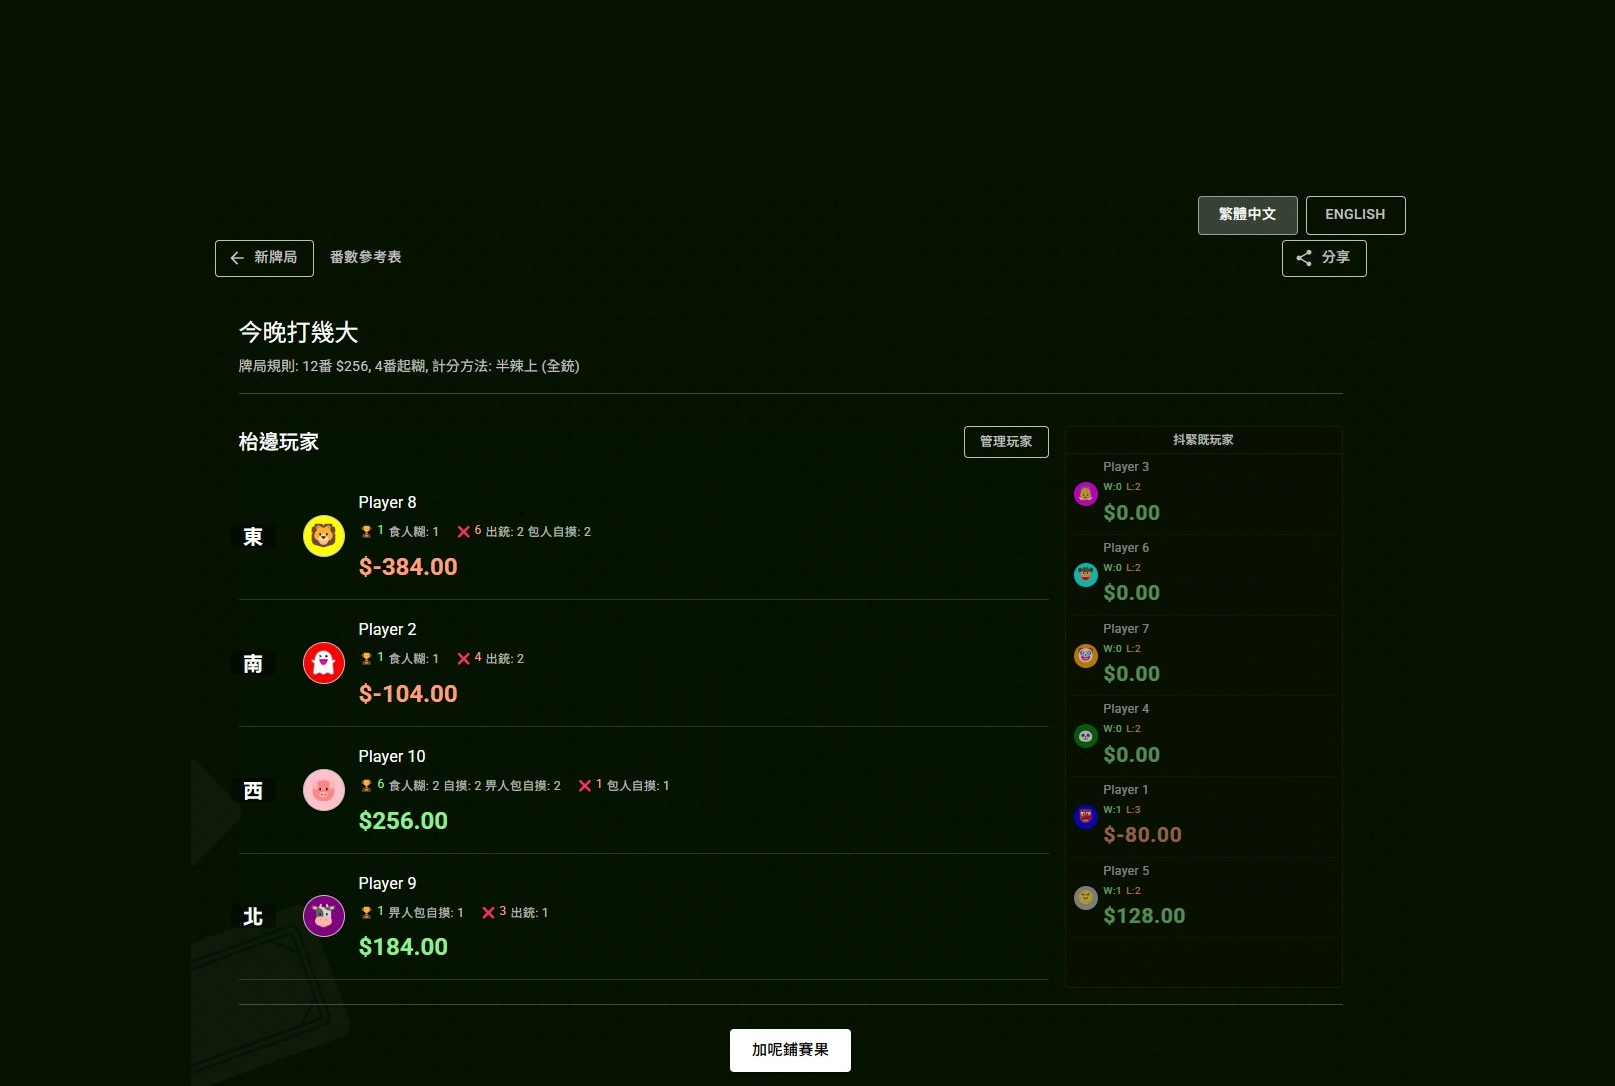 繁體中文 ENGLISH
新牌局 番數參考表 分享
今晚打幾大
牌局規則: 12番 $256, 4番起糊, 計分方法: 半辣上 (全銃)
枱邊玩家 管理玩家
東
Player 8
1 食人糊: 1 6 出銃: 2 包人自摸: 2
$-384.00
南
Player 2
1 食人糊: 1 4 出銃: 2
$-104.00
西
Player 10
6 食人糊: 2 自摸: 2 畀人包自摸: 2 1 包人自摸: 1
$256.00
北
Player 9
1 畀人包自摸: 1 3 出銃: 1
$184.00
抖緊既玩家
Player 3
W:0 L:2
$0.00
Player 6
W:0 L:2
$0.00
Player 7
W:0 L:2
$0.00
Player 4
W:0 L:2
$0.00
Player 1
W:1 L:3
$-80.00
Player 5
W:1 L:2
$128.00
加呢鋪賽果